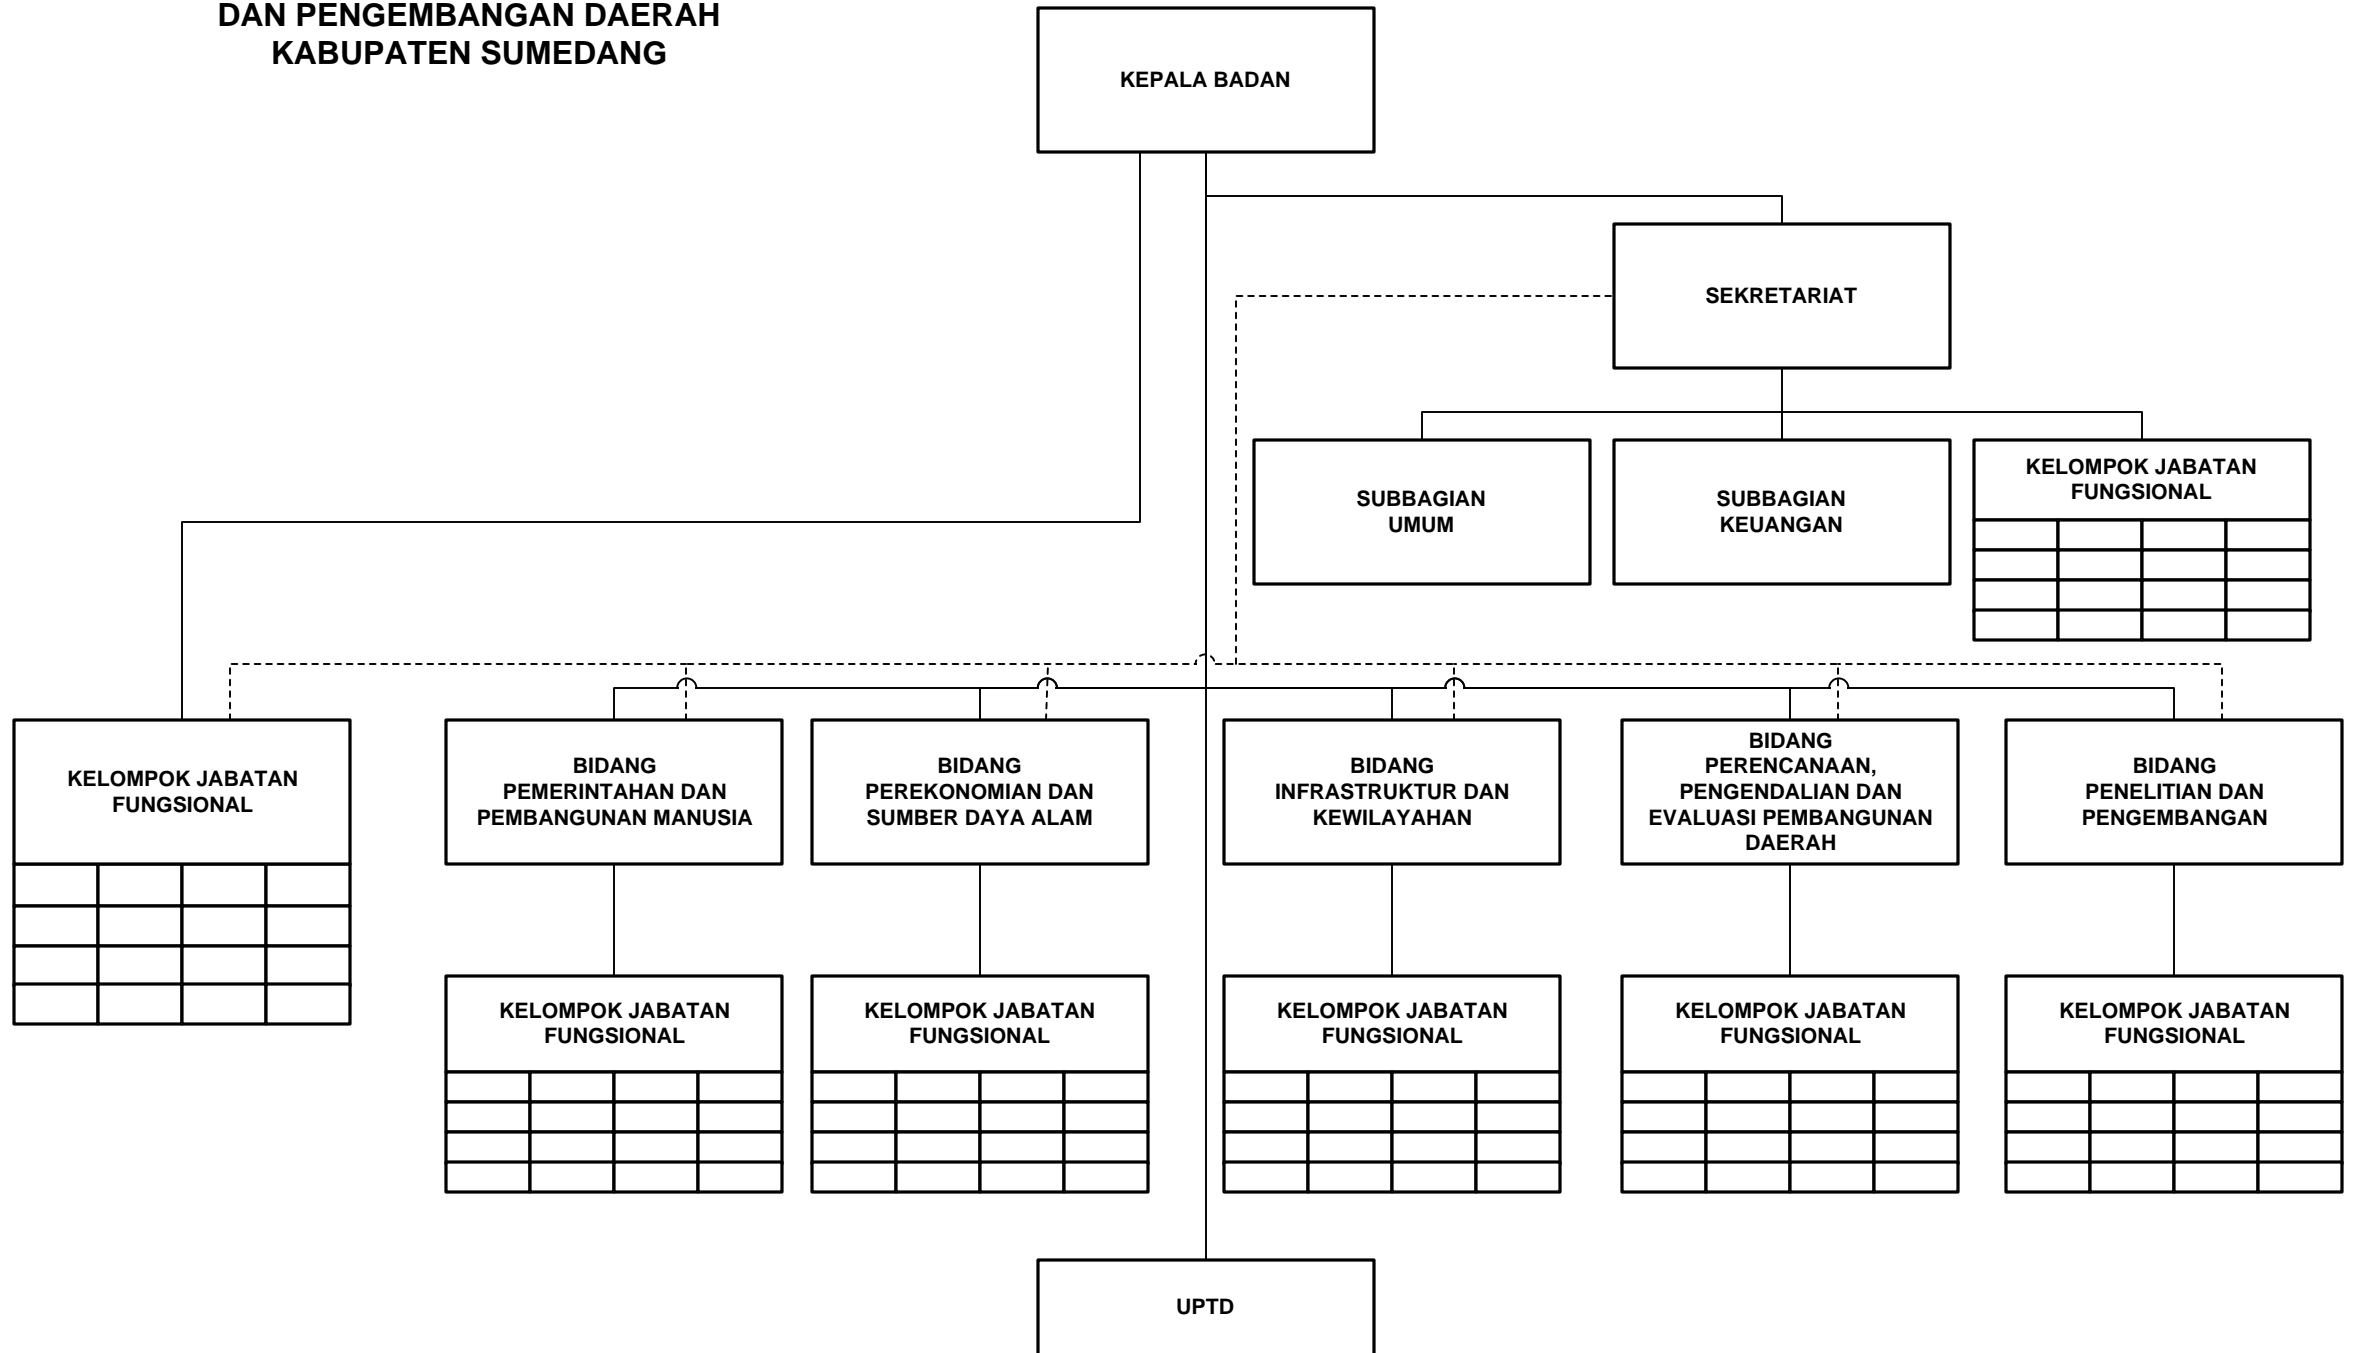 DAN PENGEMBANGAN DAERAH
KABUPATEN SUMEDANG
KEPALA BADAN
SEKRETARIAT
SUBBAGIAN
UMUM
SUBBAGIAN
KEUANGAN
KELOMPOK JABATAN
FUNGSIONAL
KELOMPOK JABATAN
FUNGSIONAL
BIDANG
PEMERINTAHAN DAN
PEMBANGUNAN MANUSIA
BIDANG
PEREKONOMIAN DAN
SUMBER DAYA ALAM
BIDANG
INFRASTRUKTUR DAN
KEWILAYAHAN
BIDANG
PERENCANAAN,
PENGENDALIAN DAN
EVALUASI PEMBANGUNAN
DAERAH
BIDANG
PENELITIAN DAN
PENGEMBANGAN
KELOMPOK JABATAN
FUNGSIONAL
KELOMPOK JABATAN
FUNGSIONAL
KELOMPOK JABATAN
FUNGSIONAL
KELOMPOK JABATAN
FUNGSIONAL
KELOMPOK JABATAN
FUNGSIONAL
UPTD